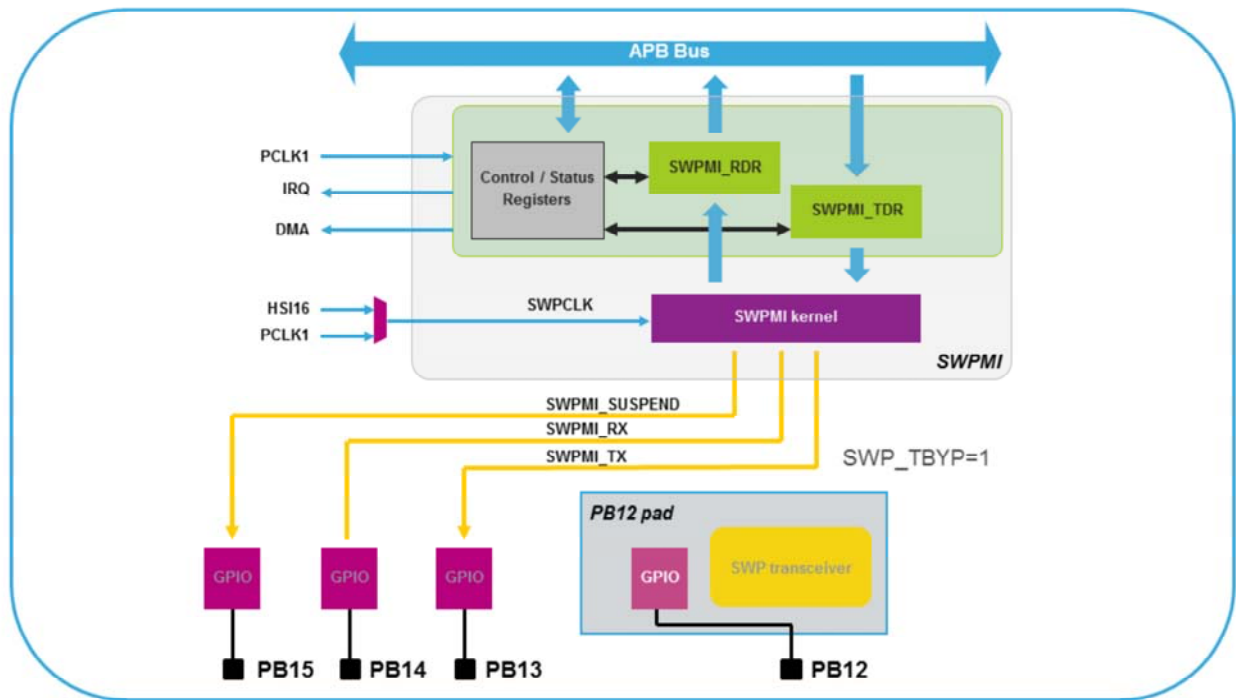 APB Bus
PCLK1
IRQ
DMA
Control / Status
Registers
SWPMI_RDR
SWPMI_TDR
HSI16
PCLK1
SWPCLK
SWPMI kernel
SWPMI
SWPMI_SUSPEND
SWPMI_RX
SWPMI_TX
SWP_TBYP=1
PB12 pad
GPIO
GPIO
GPIO
GPIO
SWP transceiver
PB15
PB14
PB13
PB12